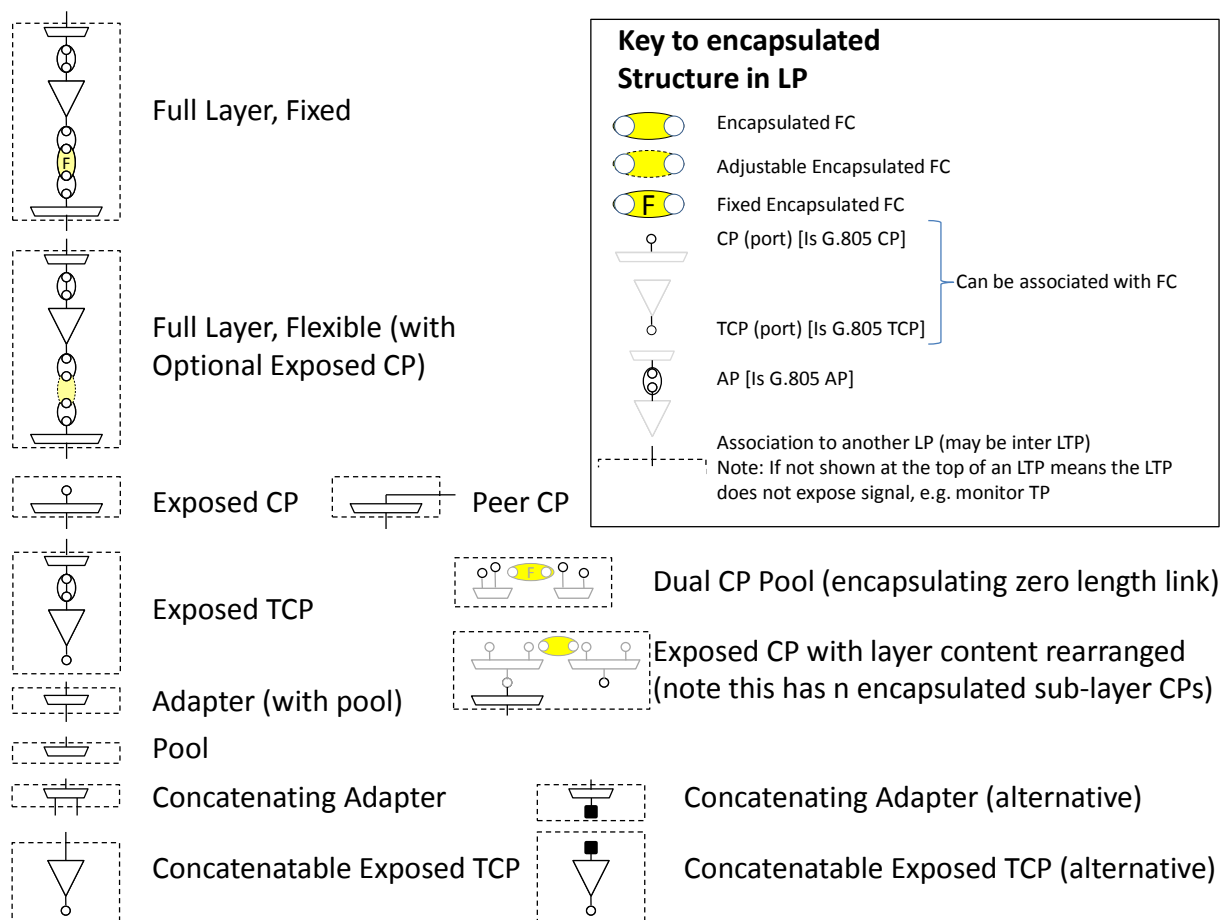 Full Layer, Fixed
F
Full Layer, Flexible (with
Optional Exposed CP)
Exposed CP
Peer CP
Exposed TCP
Adapter (with pool)
Pool
Concatenating Adapter
Concatenatable Exposed TCP
Key to encapsulated
Structure in LP
Encapsulated FC
Adjustable Encapsulated FC
F
Fixed Encapsulated FC
CP (port) [Is G.805 CP]
Can be associated with FC
TCP (port) [Is G.805 TCP]
AP [Is G.805 AP]
Association to another LP (may be inter LTP)
Note: If not shown at the top of an LTP means the LTP
does not expose signal, e.g. monitor TP
F
Dual CP Pool (encapsulating zero length link)
Exposed CP with layer content rearranged
(note this has n encapsulated sub-layer CPs)
Concatenating Adapter (alternative)
Concatenatable Exposed TCP (alternative)